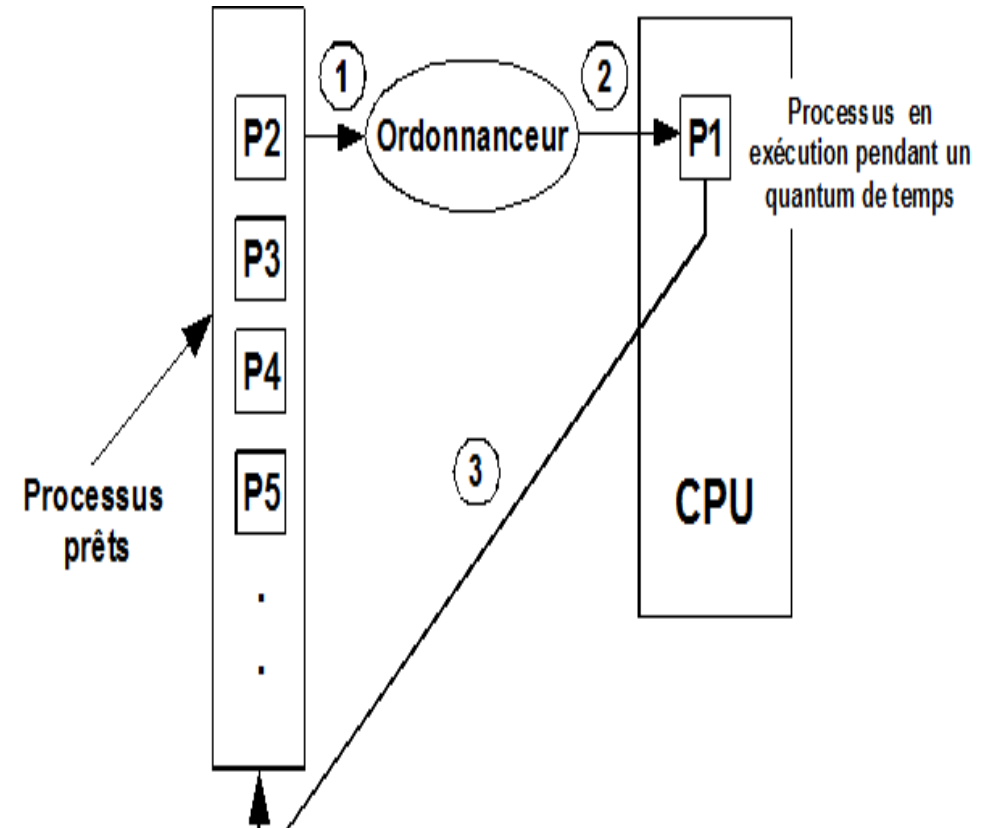 1
2
P2
Ordonnanceur
P1
Processus en
exécution pendant un
quantum de temps
P3
P4
3
P5
Processus
prêts
CPU
.
.